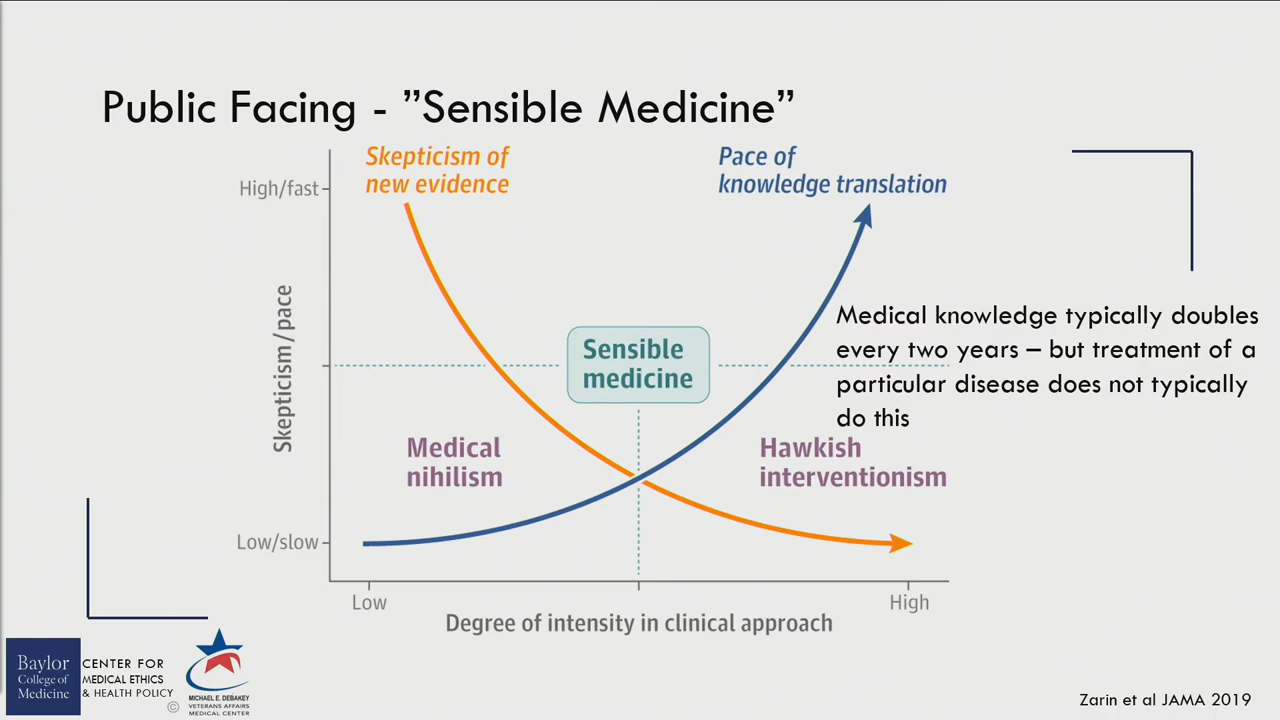 Public Facing - ”Sensible Medicine”
Skepticism of
new evidence
Pace of
knowledge translation
High/fast
Skepticism/pace
Sensible
medicine
Medical knowledge typically doubles
every two years – but treatment of a
particular disease does not typically
do this
Medical
nihilism
Hawkish
interventionism
Low/slow
Low
High
Degree of intensity in clinical approach
Baylor
College of
Medicine
CENTER FOR
MEDICAL ETHICS
& HEALTH POLICY
©
MICHAEL E. DEBAKEY
VETERANS AFFAIRS
MEDICAL CENTER
Zarin et al JAMA 2019